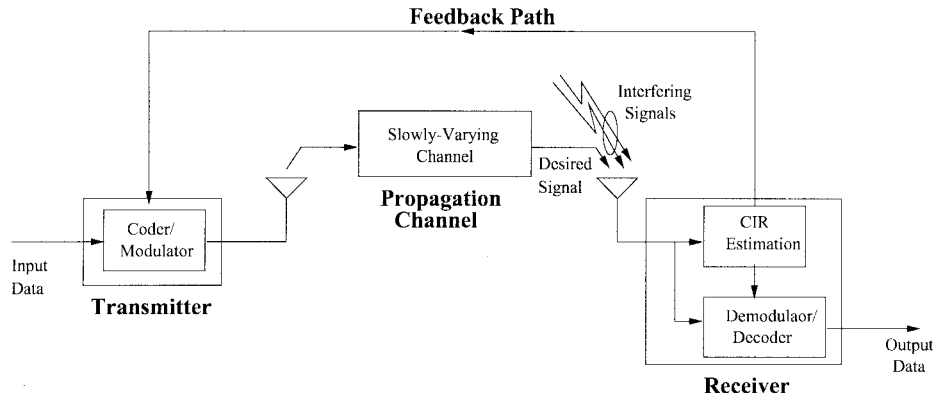 Feedback Path
Interfering
Signals
Slowly-Varying
Channel
Desired
Signal
Propagation
Channel
Coder/
Modulator
Input
Data
Transmitter
CIR
Estimation
Demodulaor/
Decoder
Output
Data
Receiver